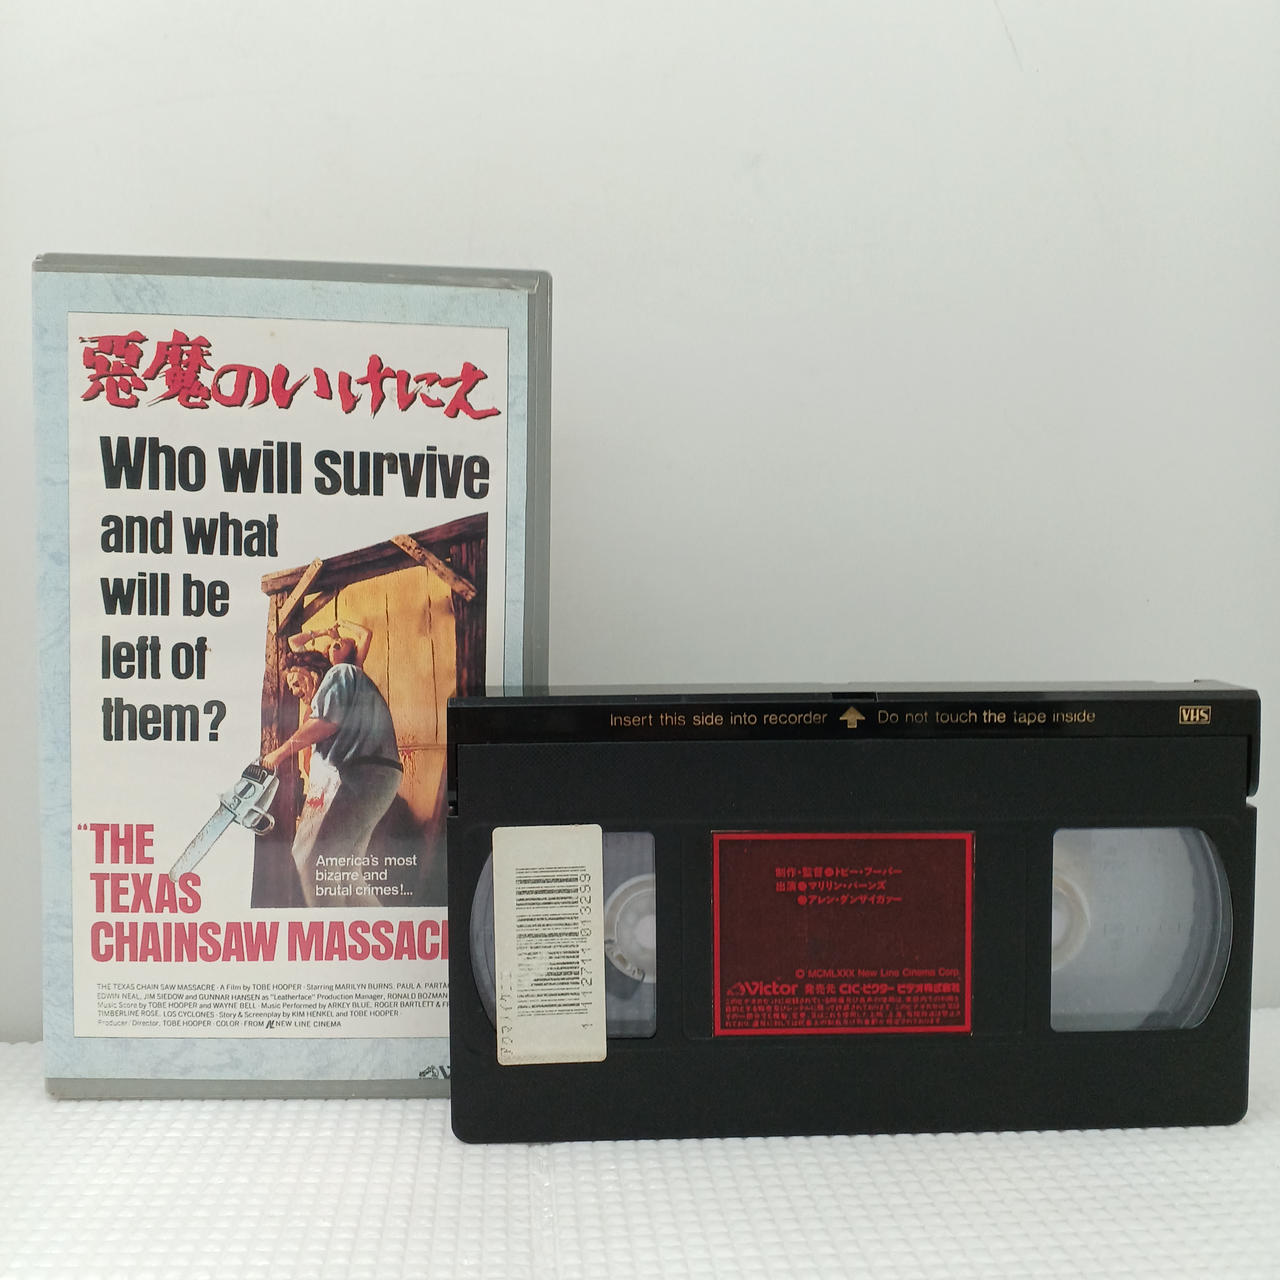 悪魔のいけにえ
Who will survive
and what
will be
left of
them?
America's most
bizarre and
brutal crimes!...
"THE
TEXAS
CHAINSAW MASSAC
THE TEXAS CHAIN SAW MASSACRE · A Film by TOBE HOOPER · Starring MARILYN BURNS, PAUL A. PARTA
EDWIN NEAL, JIM SIEDOW and GUNNAR HANSEN as "Leatherface" Production Manager, RONALD BOZMAN
Music Score by TOBE HOOPER and WAYNE BELL · Music Performed by ARKEY BLUE, ROGER BARTLETT & F
TIMBERLINE ROSE, LOS CYCLONES · Story & Screenplay by KIM HENKEL and TOBE HOOPER ·
Producer/Director, TOBE HOOPER · COLOR · FROM NEW LINE CINEMA
Insert this side into recorder Do not touch the tape inside VHS
制作・監督●トビー・フーパー
出演●マリリン・バーンズ
●アレン・ダンザイガァー
© MCMLXXX New Line Cinema Corp.
Victor 発売元 CIC・ビクター ビデオ株式会社